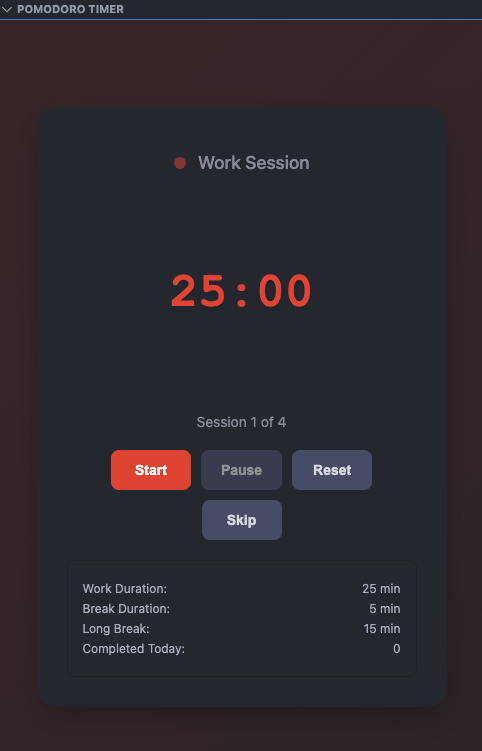 POMODORO TIMER
Work Session
25:00
Session 1 of 4
Start Pause Reset
Skip
Work Duration: 25 min
Break Duration: 5 min
Long Break: 15 min
Completed Today: 0